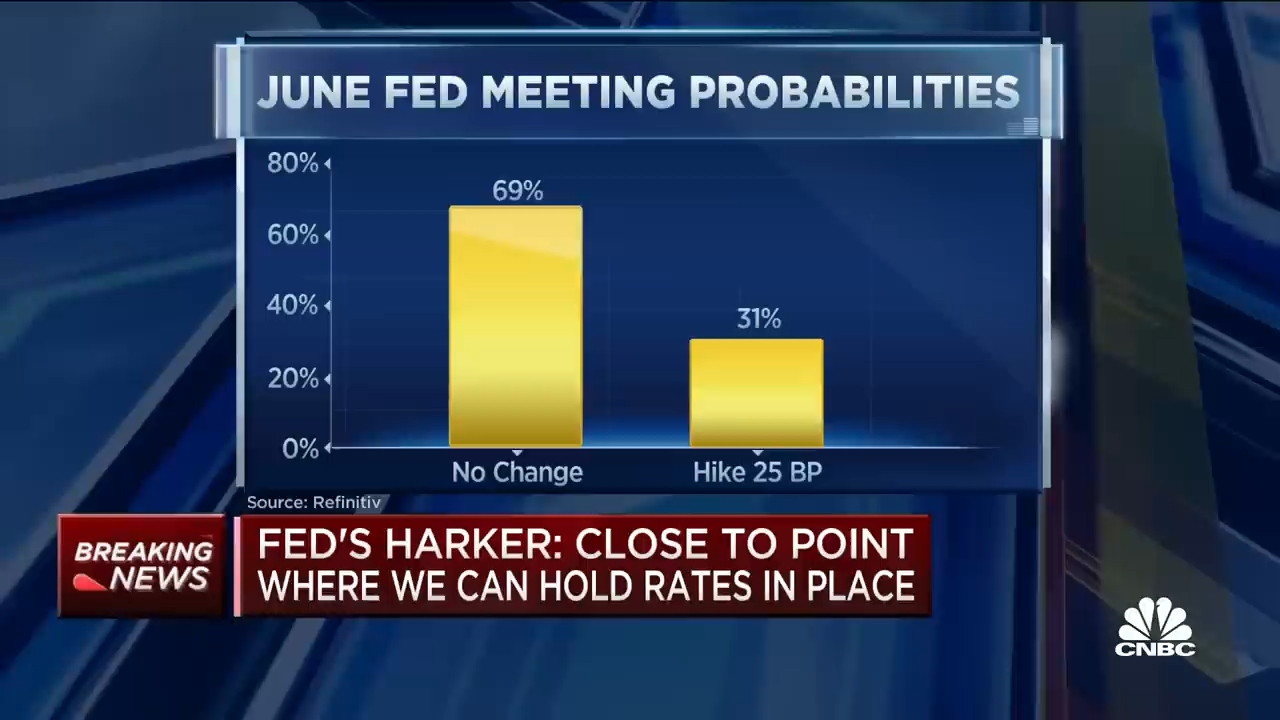 JUNE FED MEETING PROBABILITIES
80%
69%
60%
40%
31%
20%
0%
No Change
Hike 25 BP
Source: Refinitiv
BREAKING
NEWS
FED'S HARKER: CLOSE TO POINT
WHERE WE CAN HOLD RATES IN PLACE
CNBC